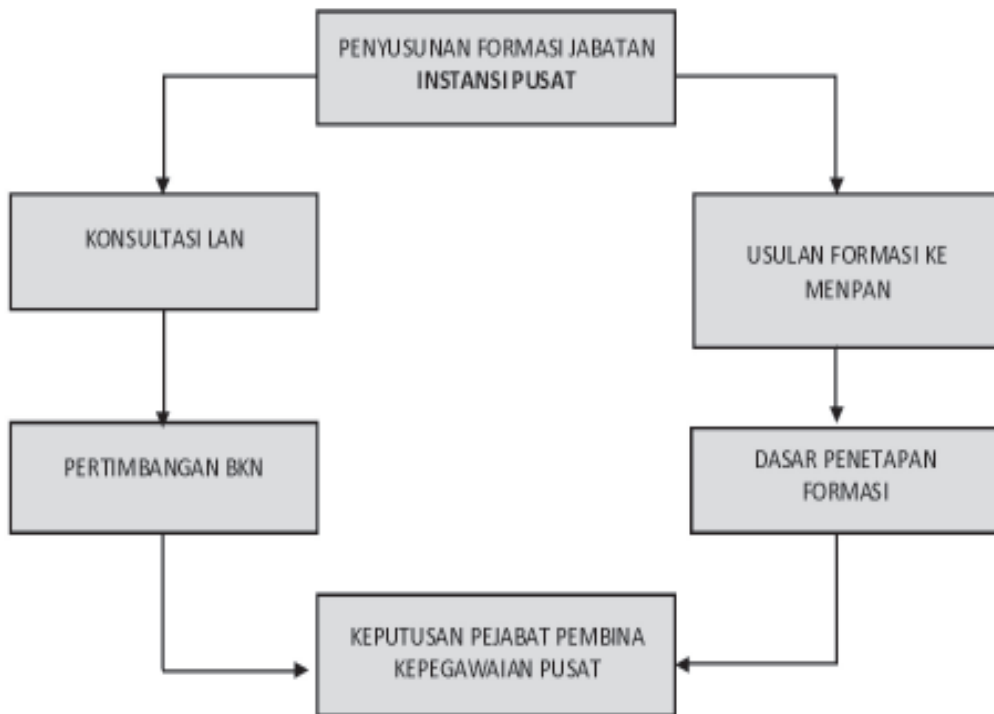 PENYUSUNAN FORMASI JABATAN
INSTANSI PUSAT
KONSULTASI LAN
USULAN FORMASI KE
MENPAN
PERTIMBANGAN BKN
DASAR PENETAPAN
FORMASI
KEPUTUSAN PEJABAT PEMBINA
KEPEGAWAIAN PUSAT